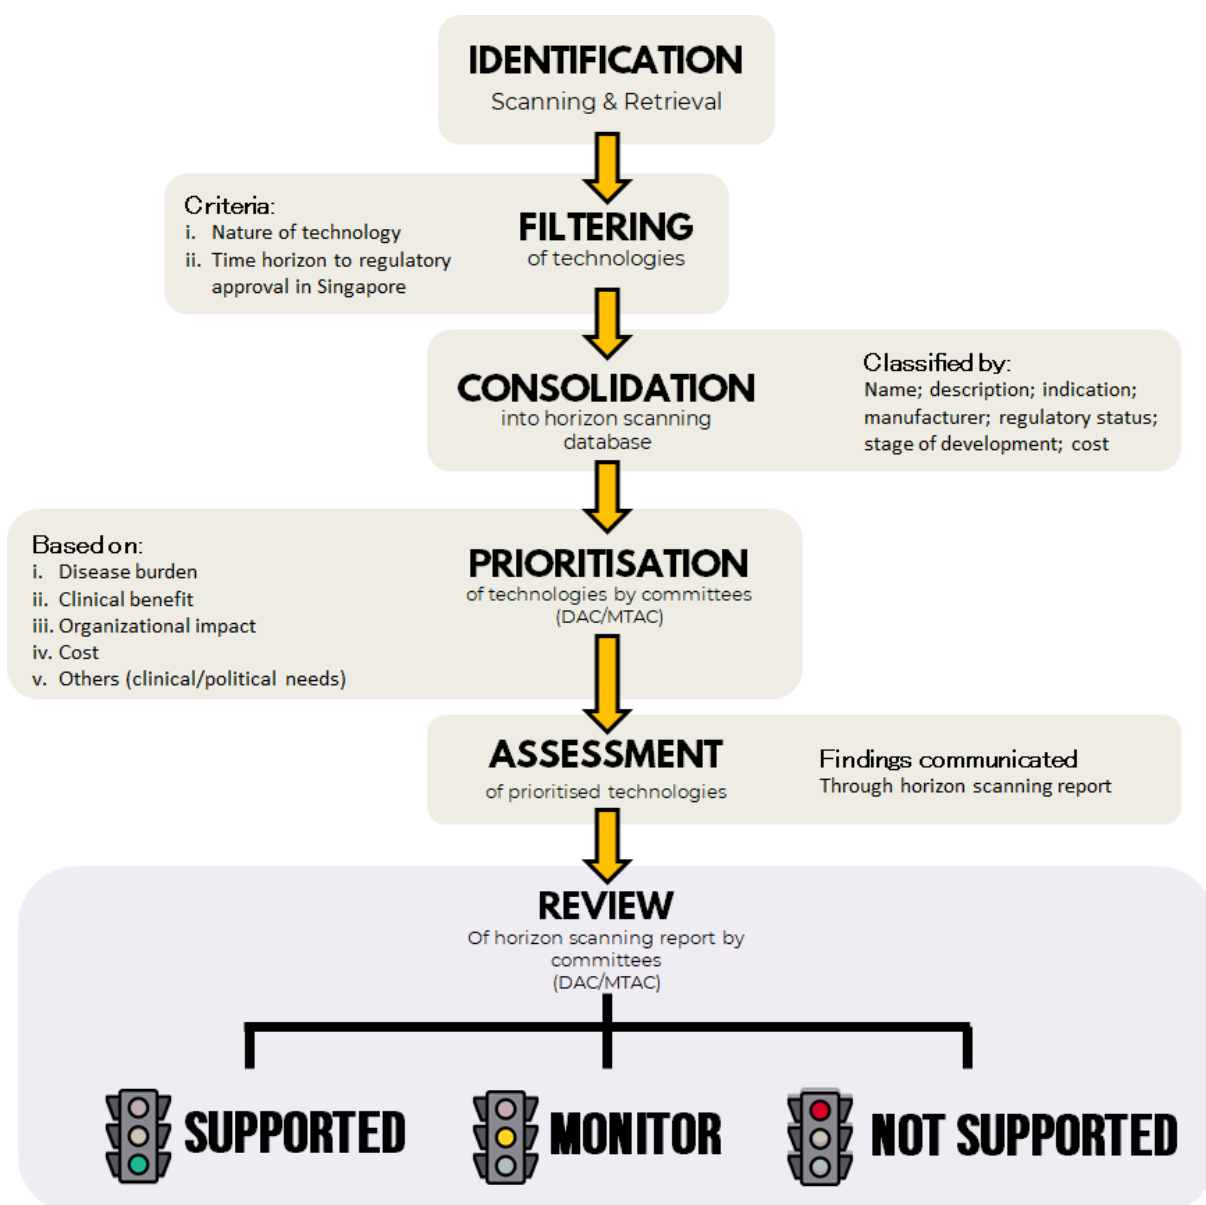 IDENTIFICATION
Scanning & Retrieval
Criteria:
i. Nature of technology
ii. Time horizon to regulatory
approval in Singapore
FILTERING
of technologies
CONSOLIDATION
into horizon scanning
database
Classified by:
Name; description; indication;
manufacturer; regulatory status;
stage of development; cost
Based on:
i. Disease burden
ii. Clinical benefit
iii. Organizational impact
iv. Cost
v. Others (clinical/political needs)
PRIORITISATION
of technologies by committees
(DAC/MTAC)
ASSESSMENT
of prioritised technologies
Findings communicated
Through horizon scanning report
REVIEW
Of horizon scanning report by
committees
(DAC/MTAC)
SUPPORTED
MONITOR
NOT SUPPORTED